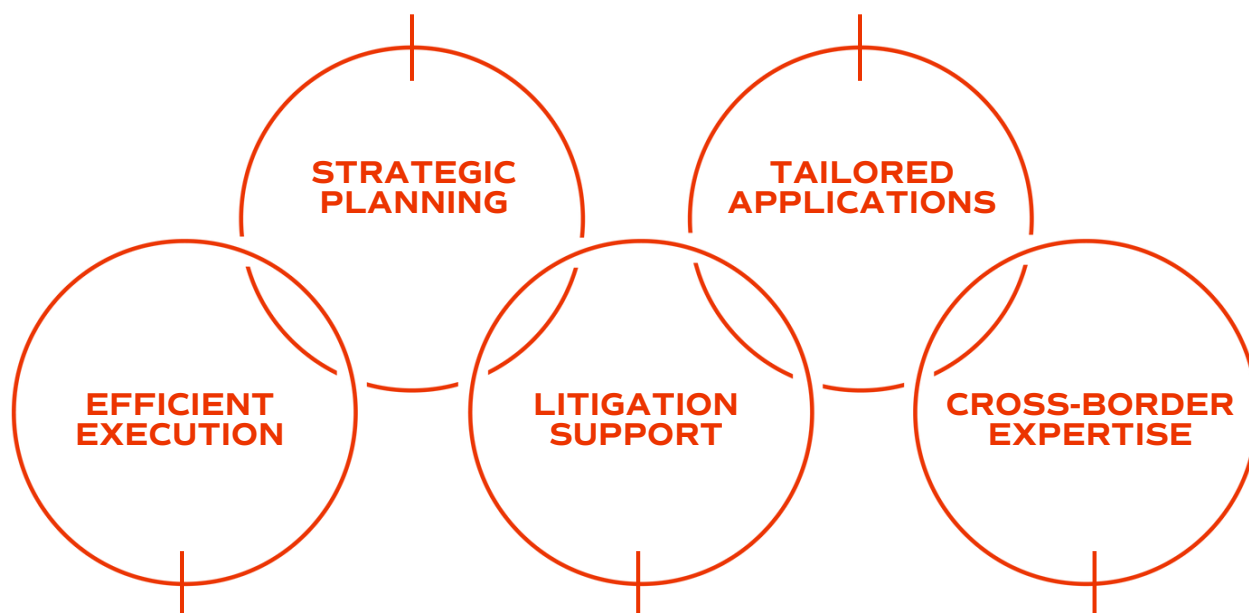 STRATEGIC
PLANNING
TAILORED
APPLICATIONS
EFFICIENT
EXECUTION
LITIGATION
SUPPORT
CROSS-BORDER
EXPERTISE